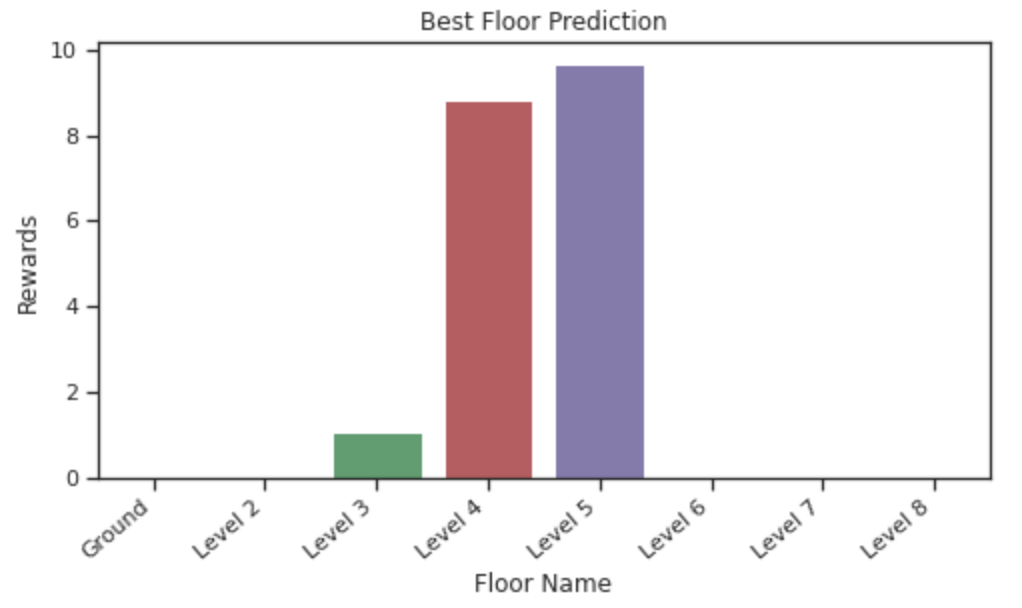 Best Floor Prediction
10
8
6
4
2
0
Rewards
Ground
Level 2
Level 3
Level 4
Level 5
Level 6
Level 7
Level 8
Floor Name